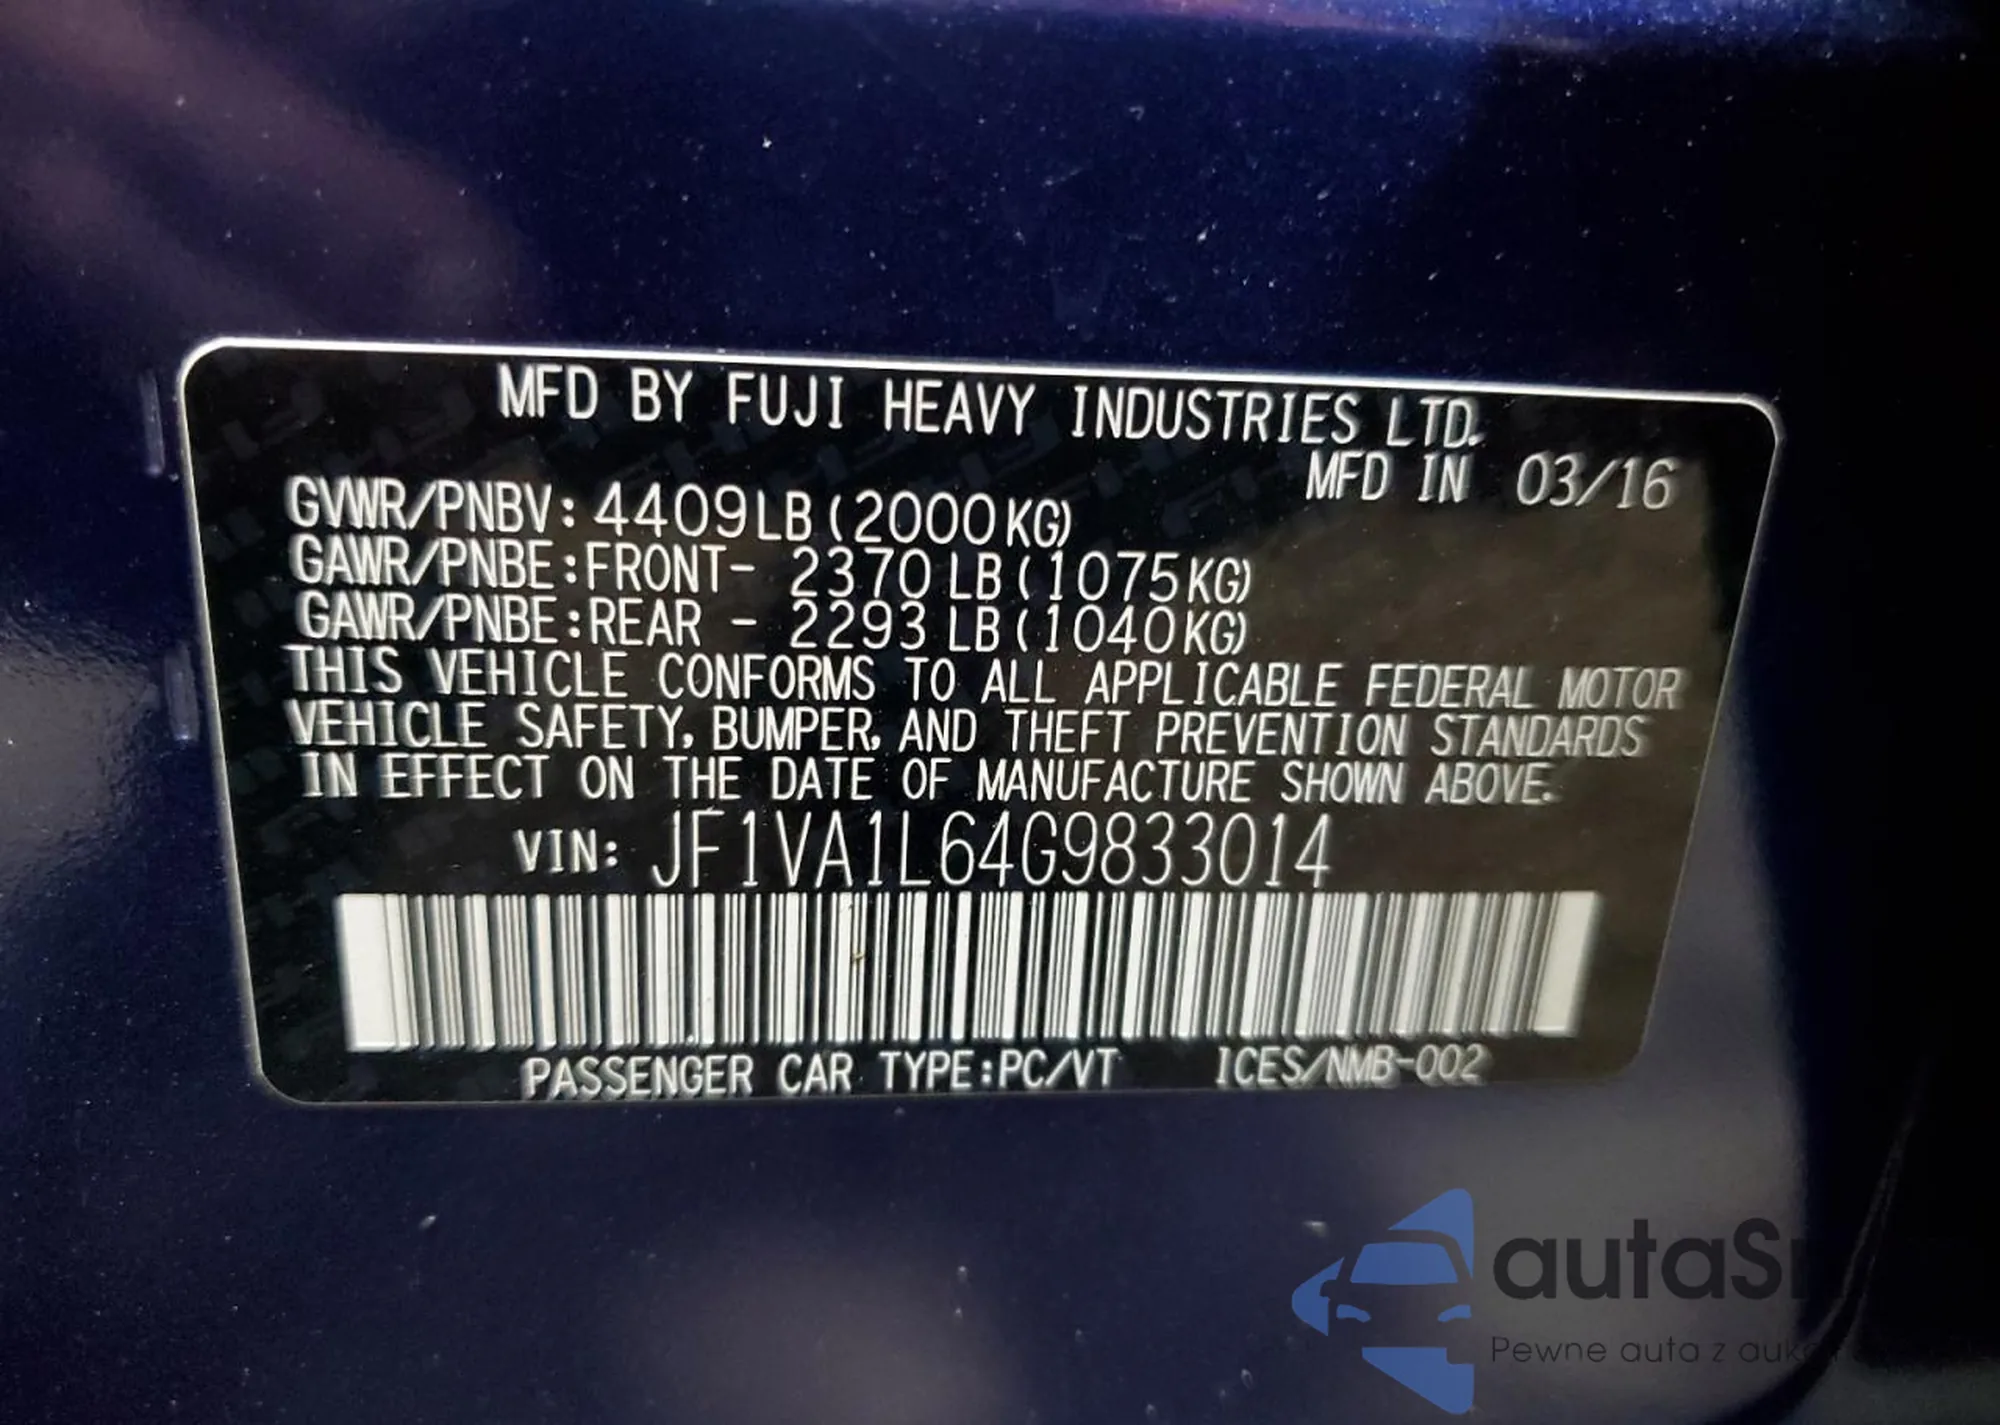 MFD BY FUJI HEAVY INDUSTRIES LTD.
MFD IN 03/16
GVWR/PNBV: 4409LB (2000KG)
GAWR/PNBE:FRONT- 2370 LB (1075KG)
GAWR/PNBE:REAR - 2293 LB (1040KG)
THIS VEHICLE CONFORMS TO ALL APPLICABLE FEDERAL MOTOR
VEHICLE SAFETY, BUMPER, AND THEFT PREVENTION STANDARDS
IN EFFECT ON THE DATE OF MANUFACTURE SHOWN ABOVE.
VIN: JF1VA1L64G9833014
PASSENGER CAR TYPE:PC/VT ICES/NMB-002
Pewne auta z